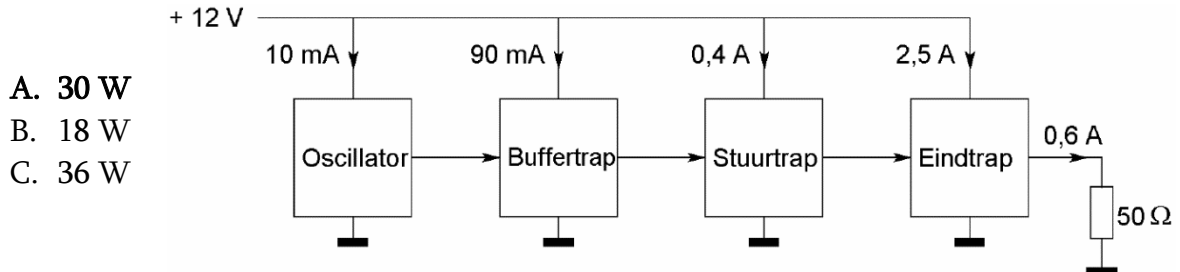 + 12 V
10 mA 90 mA 0,4 A 2,5 A
A. 30 W
B. 18 W
C. 36 W
Oscillator Buffertrap Stuurtrap Eindtrap
0,6 A
50 Ω